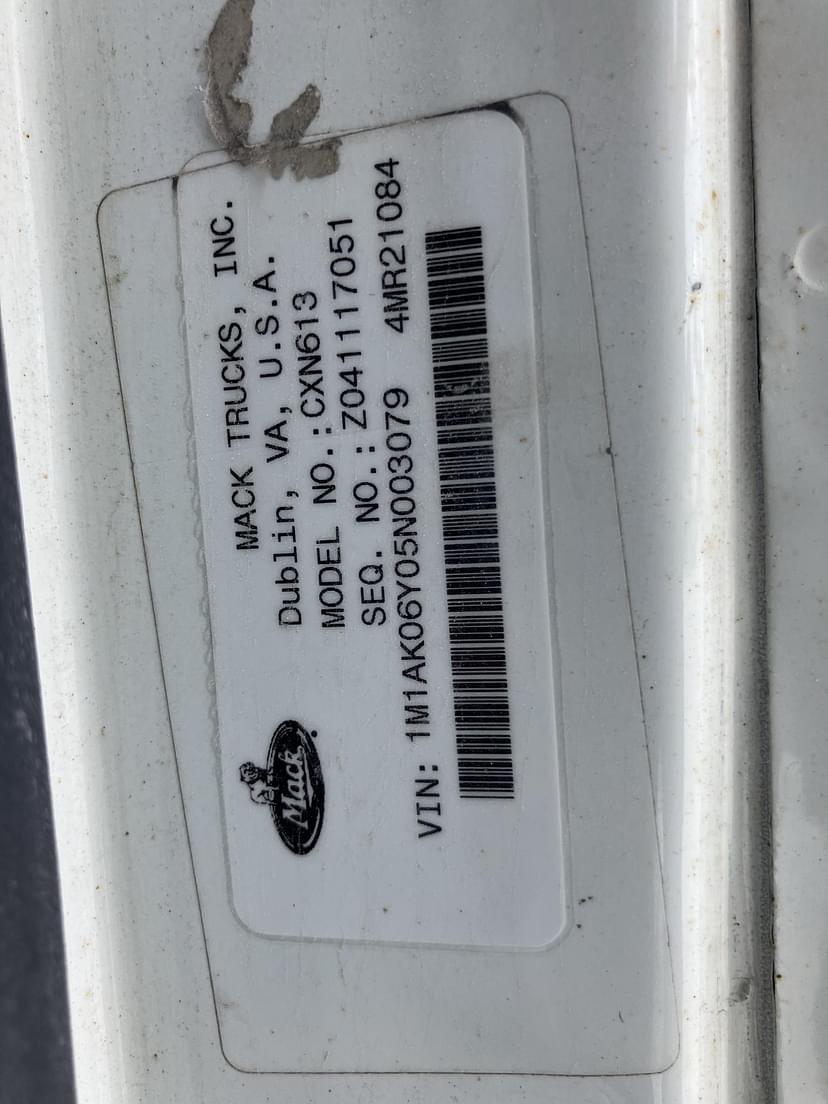 MACK TRUCKS, INC.
Dublin, VA, U.S.A.
MODEL NO.:CXN613
SEQ. NO.: Z041117051
VIN: 1M1AK06Y05N003079 4MR21084
Mack